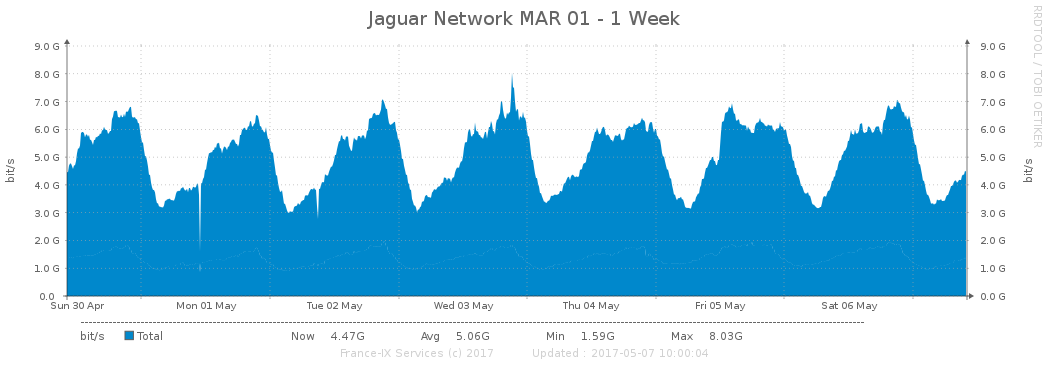 Jaguar Network MAR 01 - 1 Week
RRDTOOL / TOBI OETIKER
9.0 G 9.0 G
8.0 G 8.0 G
7.0 G 7.0 G
6.0 G 6.0 G
5.0 G 5.0 G
4.0 G 4.0 G
3.0 G 3.0 G
2.0 G 2.0 G
1.0 G 1.0 G
0.0 0.0 G
bit/s
bit/s
Sun 30 Apr Mon 01 May Tue 02 May Wed 03 May Thu 04 May Fri 05 May Sat 06 May
bit/s Total Now 4.47G Avg 5.06G Min 1.59G Max 8.03G
France-IX Services (c) 2017 Updated : 2017-05-07 10:00:04